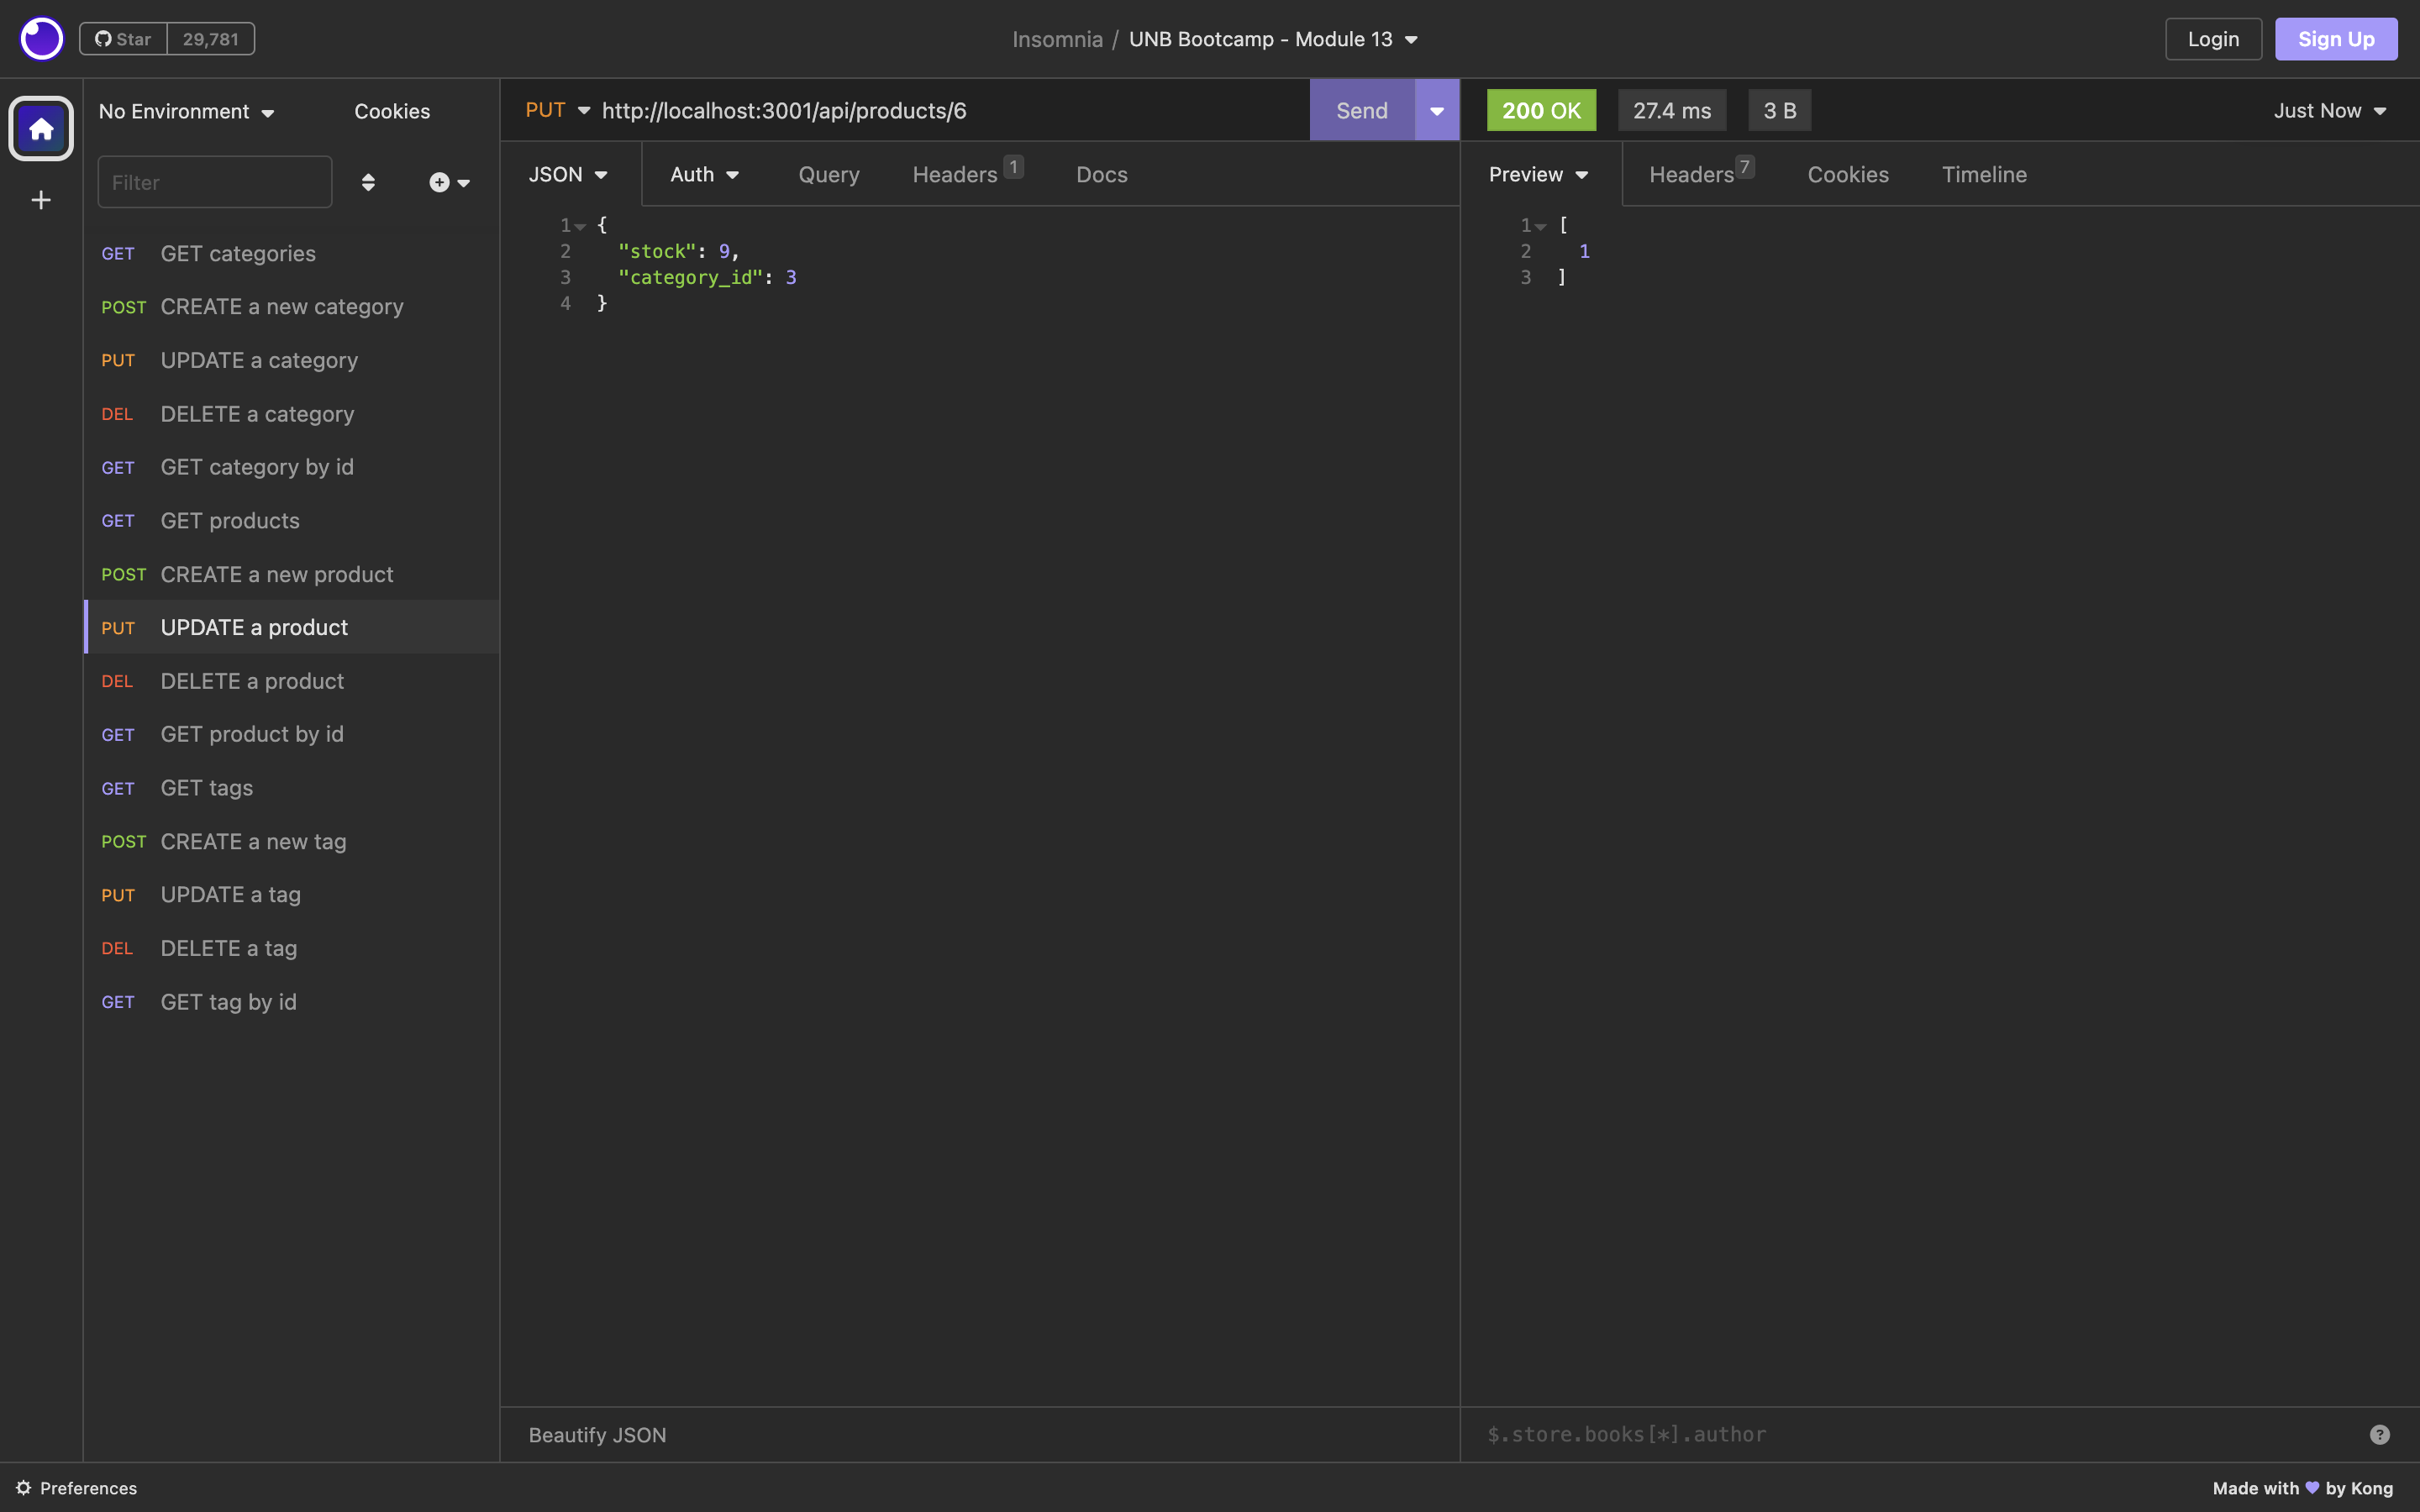 Star 29,781
Insomnia / UNB Bootcamp - Module 13
Login
Sign Up
No Environment
Cookies
Filter
GET GET categories
POST CREATE a new category
PUT UPDATE a category
DEL DELETE a category
GET GET category by id
GET GET products
POST CREATE a new product
PUT UPDATE a product
DEL DELETE a product
GET GET product by id
GET GET tags
POST CREATE a new tag
PUT UPDATE a tag
DEL DELETE a tag
GET GET tag by id
PUT http://localhost:3001/api/products/6
Send
JSON Auth Query Headers 1 Docs
1 {
2 "stock": 9,
3 "category_id": 3
4 }
Beautify JSON
200 OK 27.4 ms 3 B Just Now
Preview Headers 7 Cookies Timeline
1 [
2 1
3 ]
$.store.books[*].author
?
Preferences
Made with by Kong